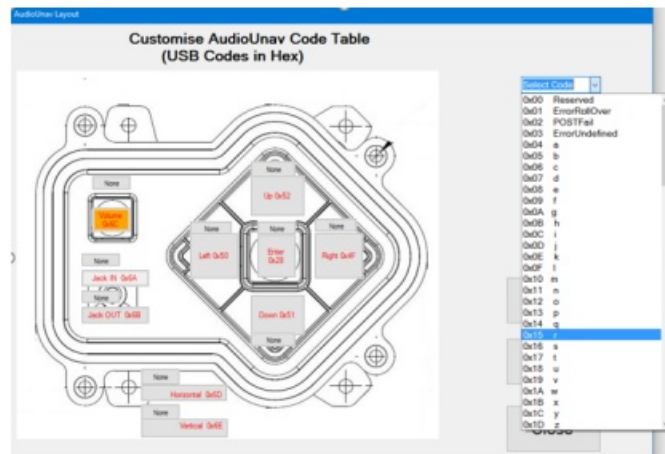 AudioUnav Layout
Customise AudioUnav Code Table
(USB Codes in Hex)
Select Code
None
Up 0x52
None
Volume
0x6C
None
Left 0x50
None
Enter
0x28
None
Right 0x4F
None
Jack IN 0x6A
None
Jack OUT 0x6B
Down 0x51
None
None
Horizontal 0x6D
None
Vertical 0x6E
0x00 Reserved
0x01 ErrorRollOver
0x02 POSTFail
0x03 ErrorUndefined
0x04 a
0x05 b
0x06 c
0x07 d
0x08 e
0x09 f
0x0A g
0x0B h
0x0C i
0x0D j
0x0E k
0x0F l
0x10 m
0x11 n
0x12 o
0x13 p
0x14 q
0x15 r
0x16 s
0x17 t
0x18 u
0x19 v
0x1A w
0x1B x
0x1C y
0x1D z